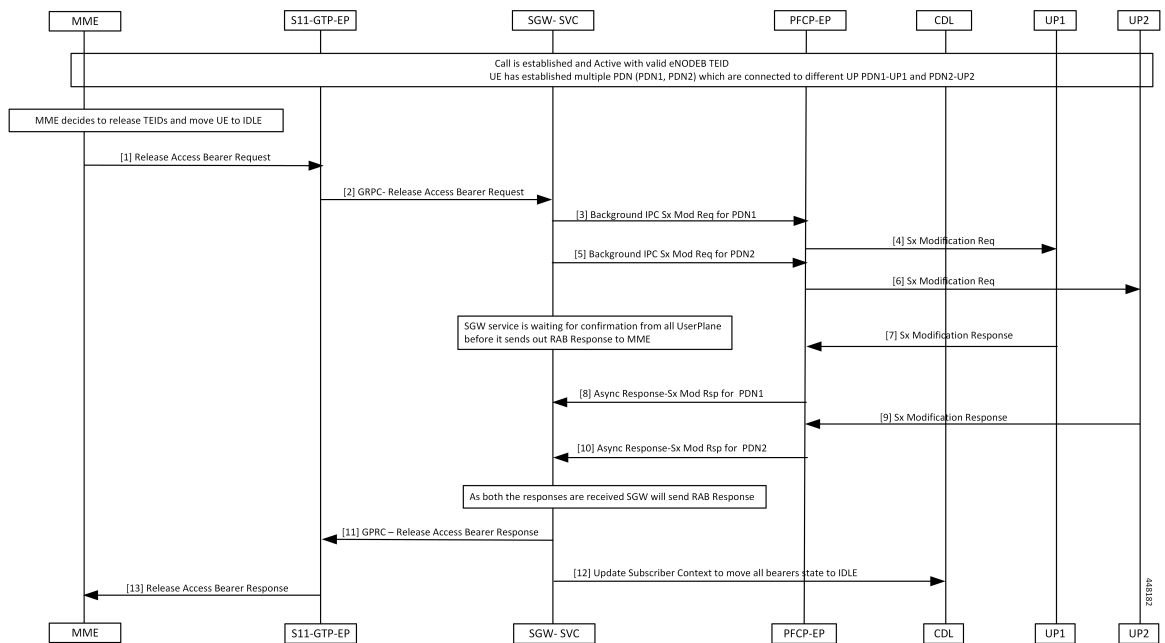 MME
S11-GTP-EP
SGW- SVC
PFCP-EP
CDL
UP1
UP2
Call is established and Active with valid eNODEB TEID
UE has established multiple PDN (PDN1, PDN2) which are connected to different UP PDN1-UP1 and PDN2-UP2
MME decides to release TEIDs and move UE to IDLE
[1] Release Access Bearer Request
[2] GRPC- Release Access Bearer Request
[3] Background IPC Sx Mod Req for PDN1
[4] Sx Modification Req
[5] Background IPC Sx Mod Req for PDN2
[6] Sx Modification Req
SGW service is waiting for confirmation from all UserPlane
before it sends out RAB Response to MME
[7] Sx Modification Response
[8] Async Response-Sx Mod Rsp for PDN1
[9] Sx Modification Response
[10] Async Response-Sx Mod Rsp for PDN2
As both the responses are received SGW will send RAB Response
[11] GPRC – Release Access Bearer Response
[12] Update Subscriber Context to move all bearers state to IDLE
[13] Release Access Bearer Response
448182
MME
S11-GTP-EP
SGW- SVC
PFCP-EP
CDL
UP1
UP2